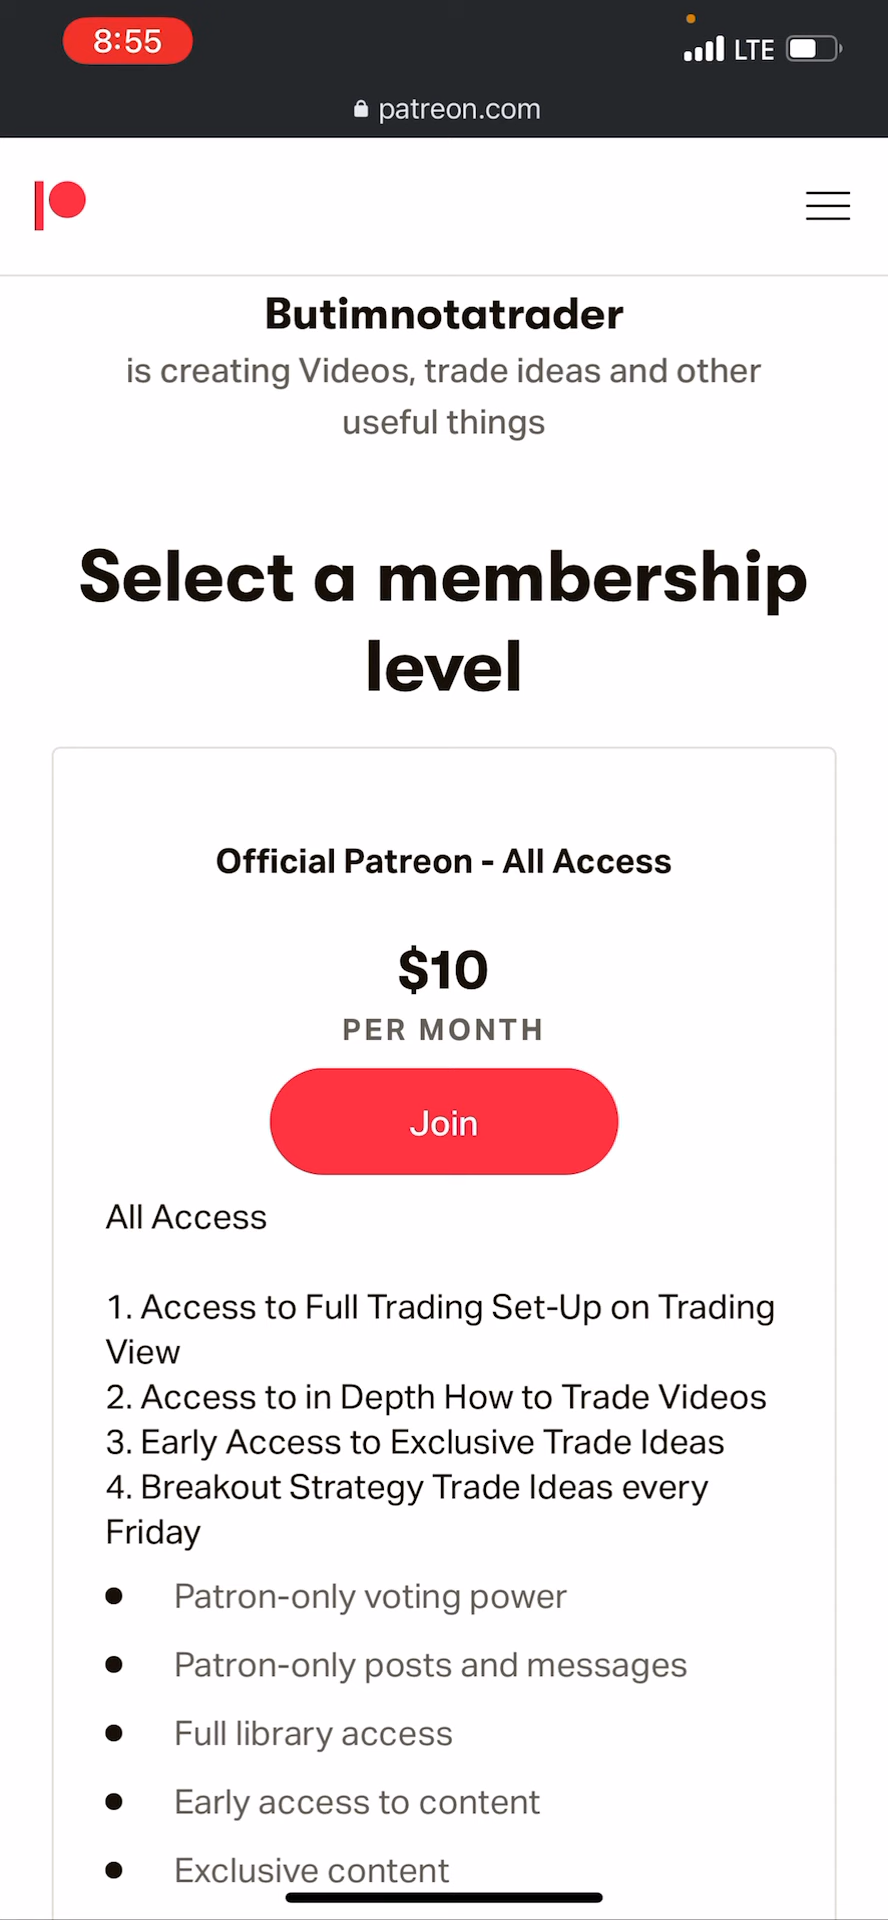 8:55
LTE
patreon.com
Butimnotatrader
is creating Videos, trade ideas and other
useful things
Select a membership
level
Official Patreon - All Access
$10
PER MONTH
Join
All Access
1. Access to Full Trading Set-Up on Trading
View
2. Access to in Depth How to Trade Videos
3. Early Access to Exclusive Trade Ideas
4. Breakout Strategy Trade Ideas every
Friday
Patron-only voting power
Patron-only posts and messages
Full library access
Early access to content
Exclusive content